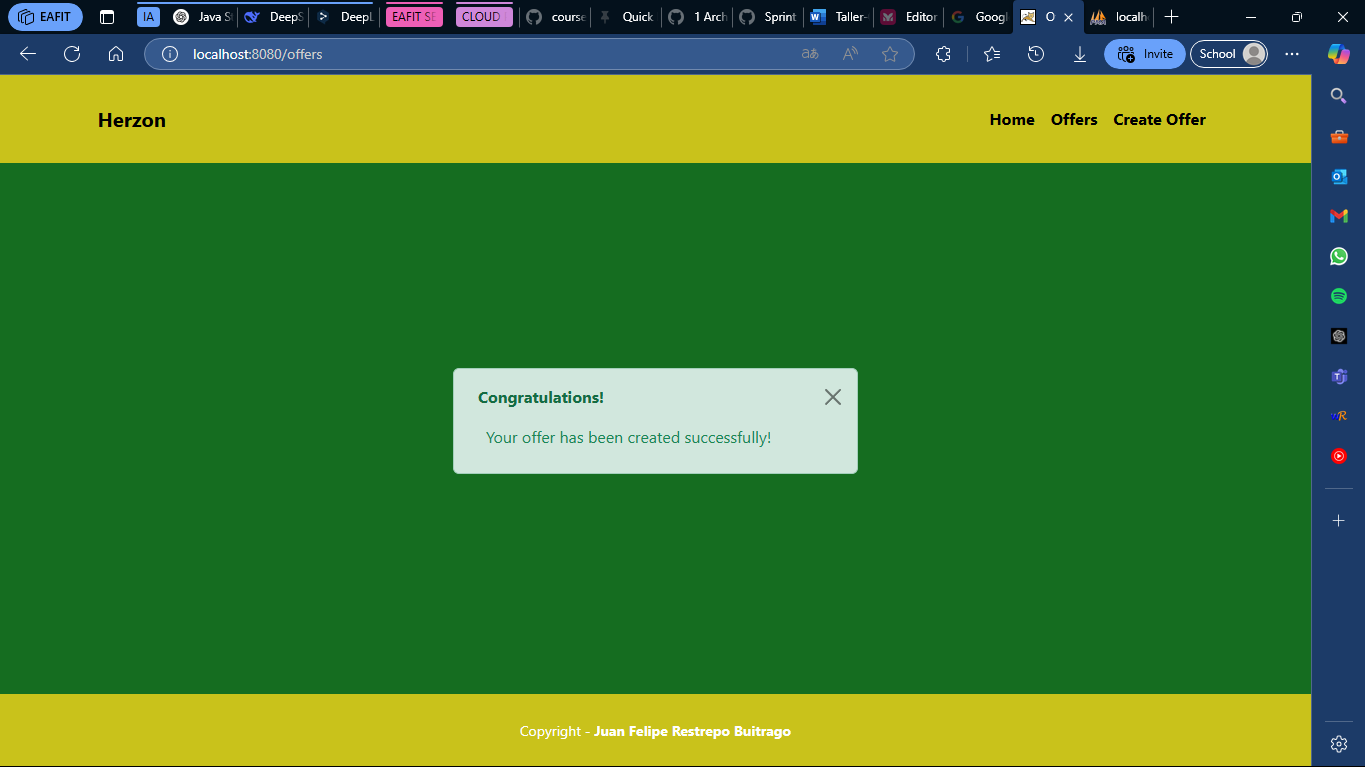 EAFIT
IA
Java St
DeepS
DeepL
EAFIT SE
CLOUD
course
Quick
1 Arch
Sprint
Taller-
Editor
Googl
O
localh
localhost:8080/offers
Invite
School
Herzon
Home Offers Create Offer
Congratulations!
Your offer has been created successfully!
Copyright - Juan Felipe Restrepo Buitrago